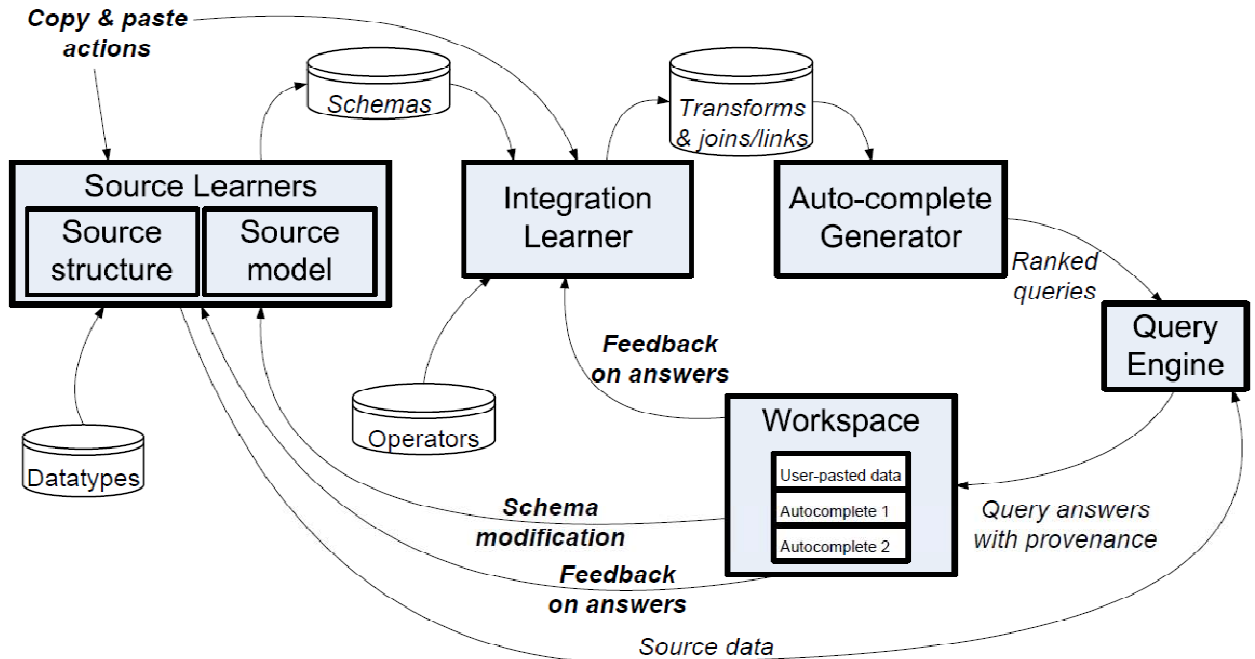 Copy & paste
actions
Schemas
Transforms
& joins/links
Source Learners
Source
structure
Source
model
Integration
Learner
Auto-complete
Generator
Ranked
queries
Query
Engine
Feedback
on answers
Datatypes
Operators
Workspace
User-pasted data
Autocomplete 1
Autocomplete 2
Schema
modification
Query answers
with provenance
Feedback
on answers
Source data